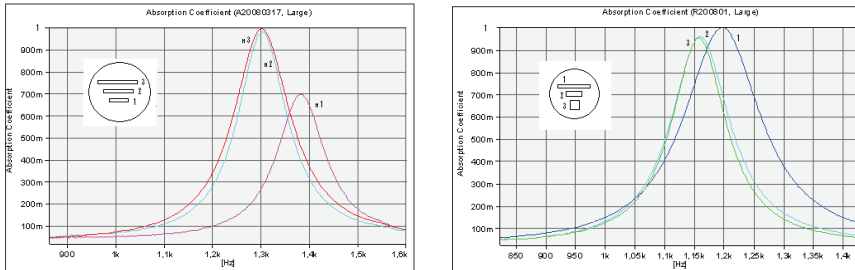 Absorption Coefficient (A20080317, Large)
Absorption Coefficient
1
900m
800m
700m
600m
500m
400m
300m
200m
100m
900
1k
1,1k
1,2k
1,3k
1,4k
1,5k
1,6k
[Hz]
№3
№2
№1
3
2
1
Absorption Coefficient (R200801, Large)
Absorption Coefficient
1
900m
800m
700m
600m
500m
400m
300m
200m
100m
850
900
950
1k
1,05k
1,1k
1,15k
1,2k
1,25k
1,3k
1,35k
1,4k
[Hz]
3
2
1
1
2
3